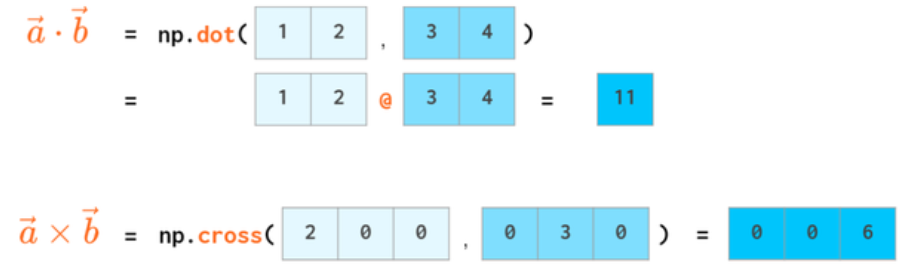 a⃗ · b⃗ = np.dot( 1 2 , 3 4 )
= 1 2 @ 3 4 = 11
a⃗ × b⃗ = np.cross( 2 0 0 , 0 3 0 ) = 0 0 6